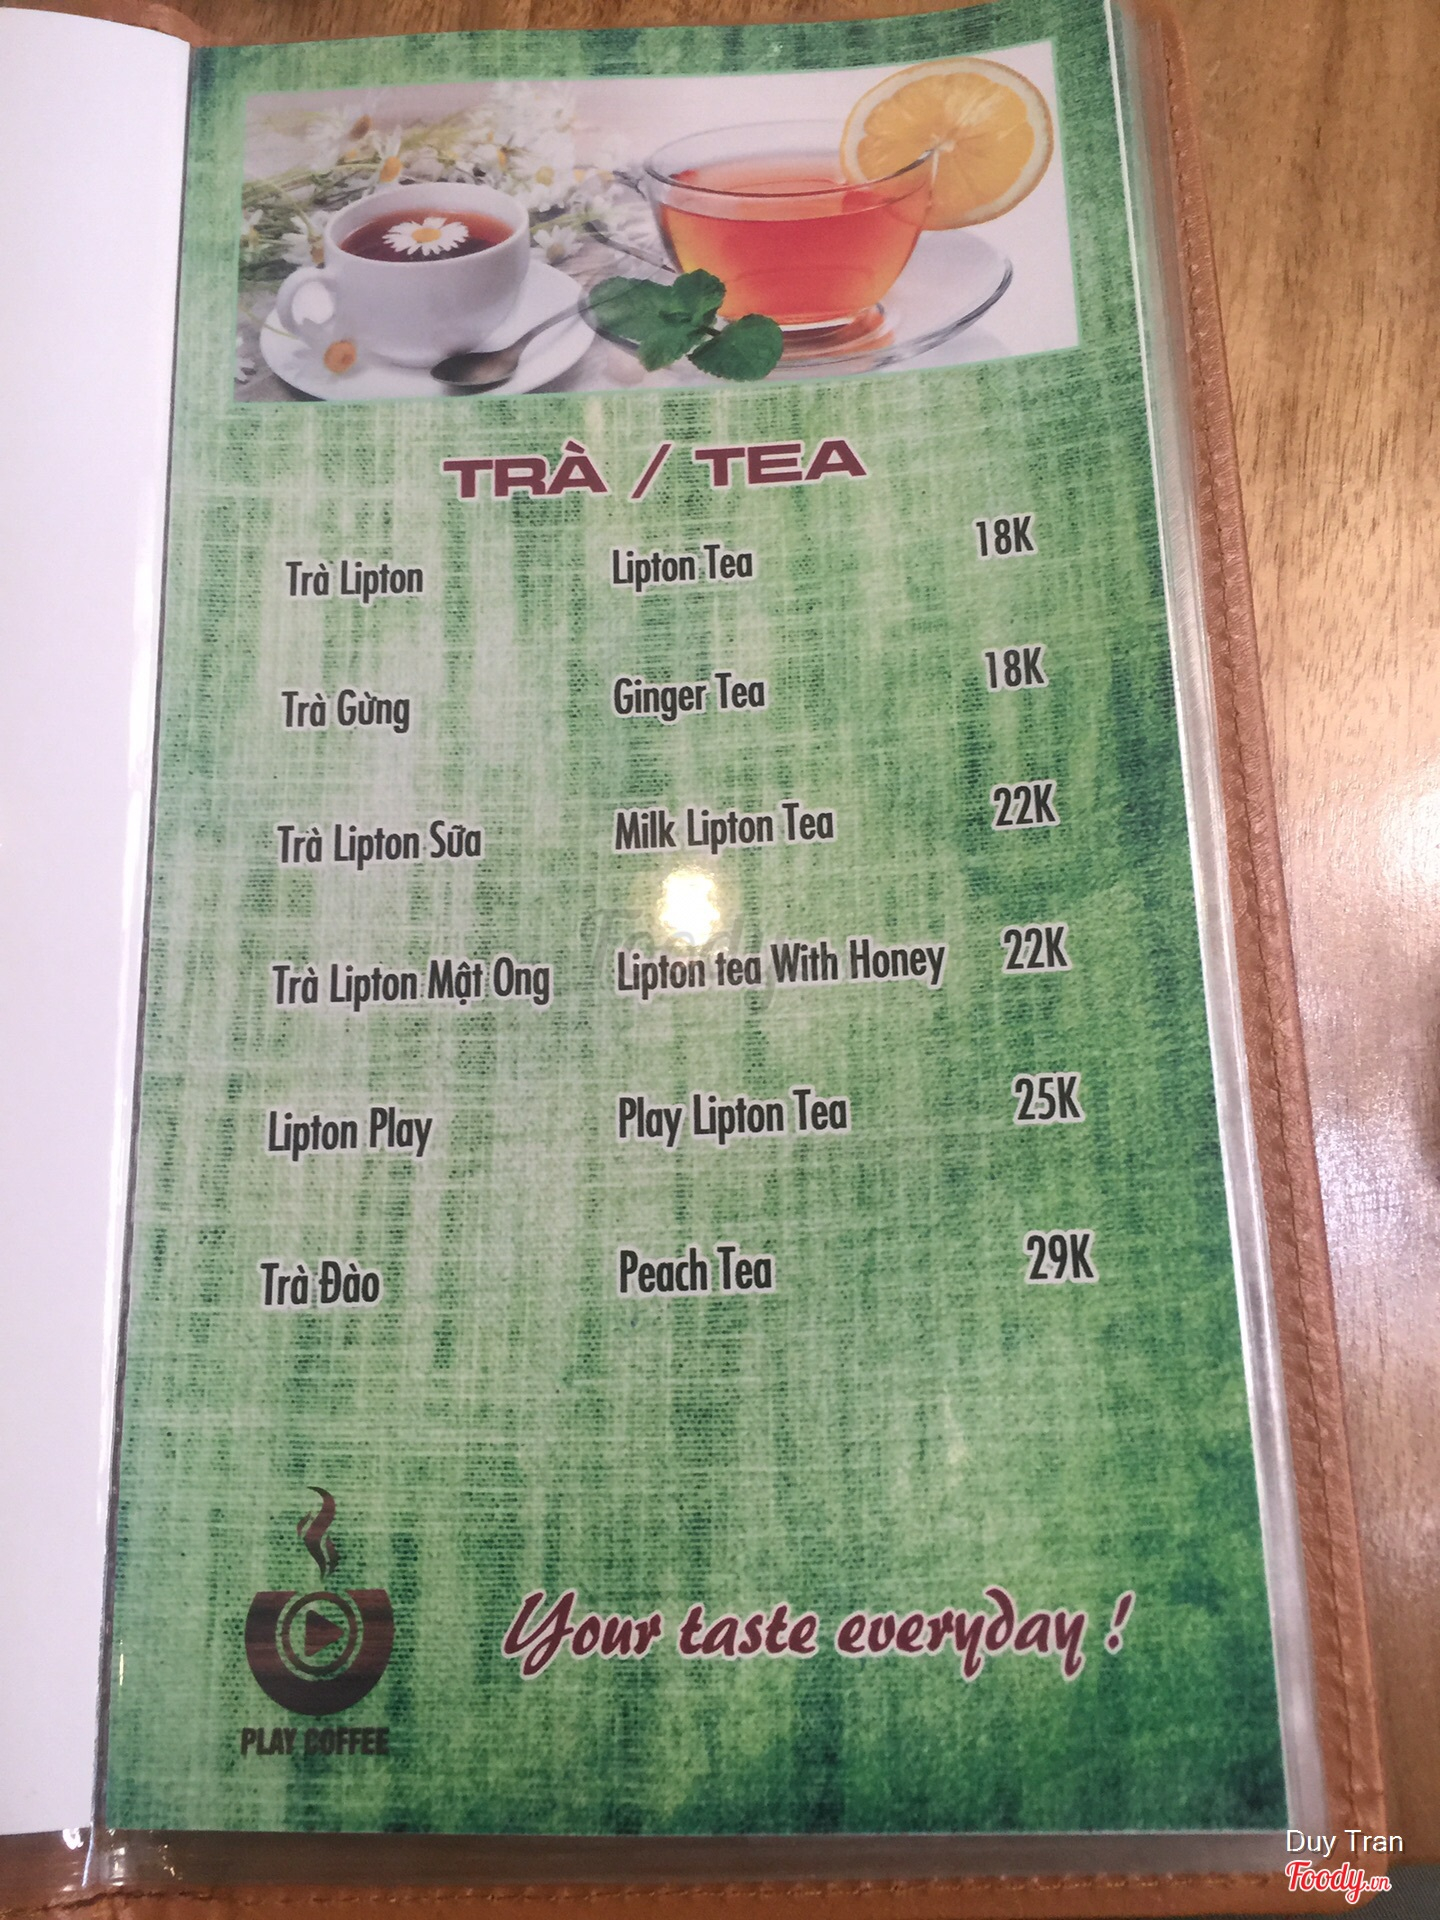 TRÀ / TEA
Trà Lipton Lipton Tea 18K
Trà Gừng Ginger Tea 18K
Trà Lipton Sữa Milk Lipton Tea 22K
Foody
Trà Lipton Mật Ong Lipton tea With Honey 22K
Lipton Play Play Lipton Tea 25K
Trà Đào Peach Tea 29K
Your taste everyday !
PLAY COFFEE
Duy Tran
Foody.vn